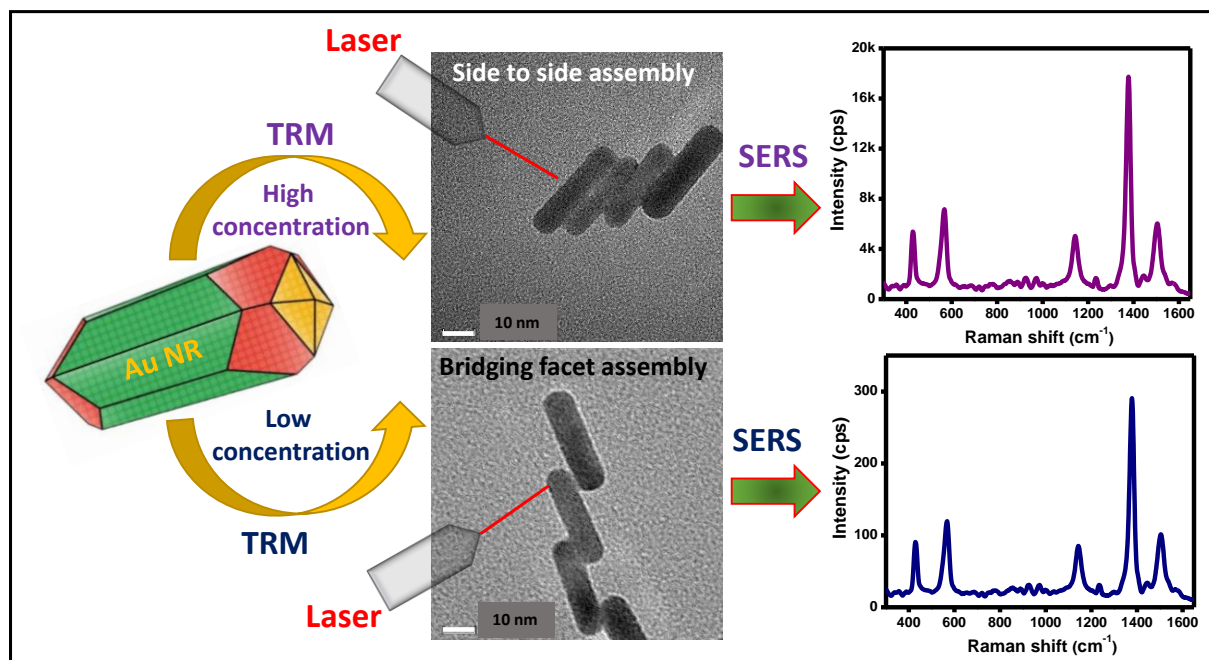 Laser
Side to side assembly
TRM
High
concentration
10 nm
SERS
20k
16k
12k
8k
4k
0
Intensity (cps)
400 600 800 1000 1200 1400 1600
Raman shift (cm-1)
Au NR
Low
concentration
TRM
Laser
Bridging facet assembly
10 nm
SERS
300
200
100
0
Intensity (cps)
400 600 800 1000 1200 1400 1600
Raman shift (cm-1)